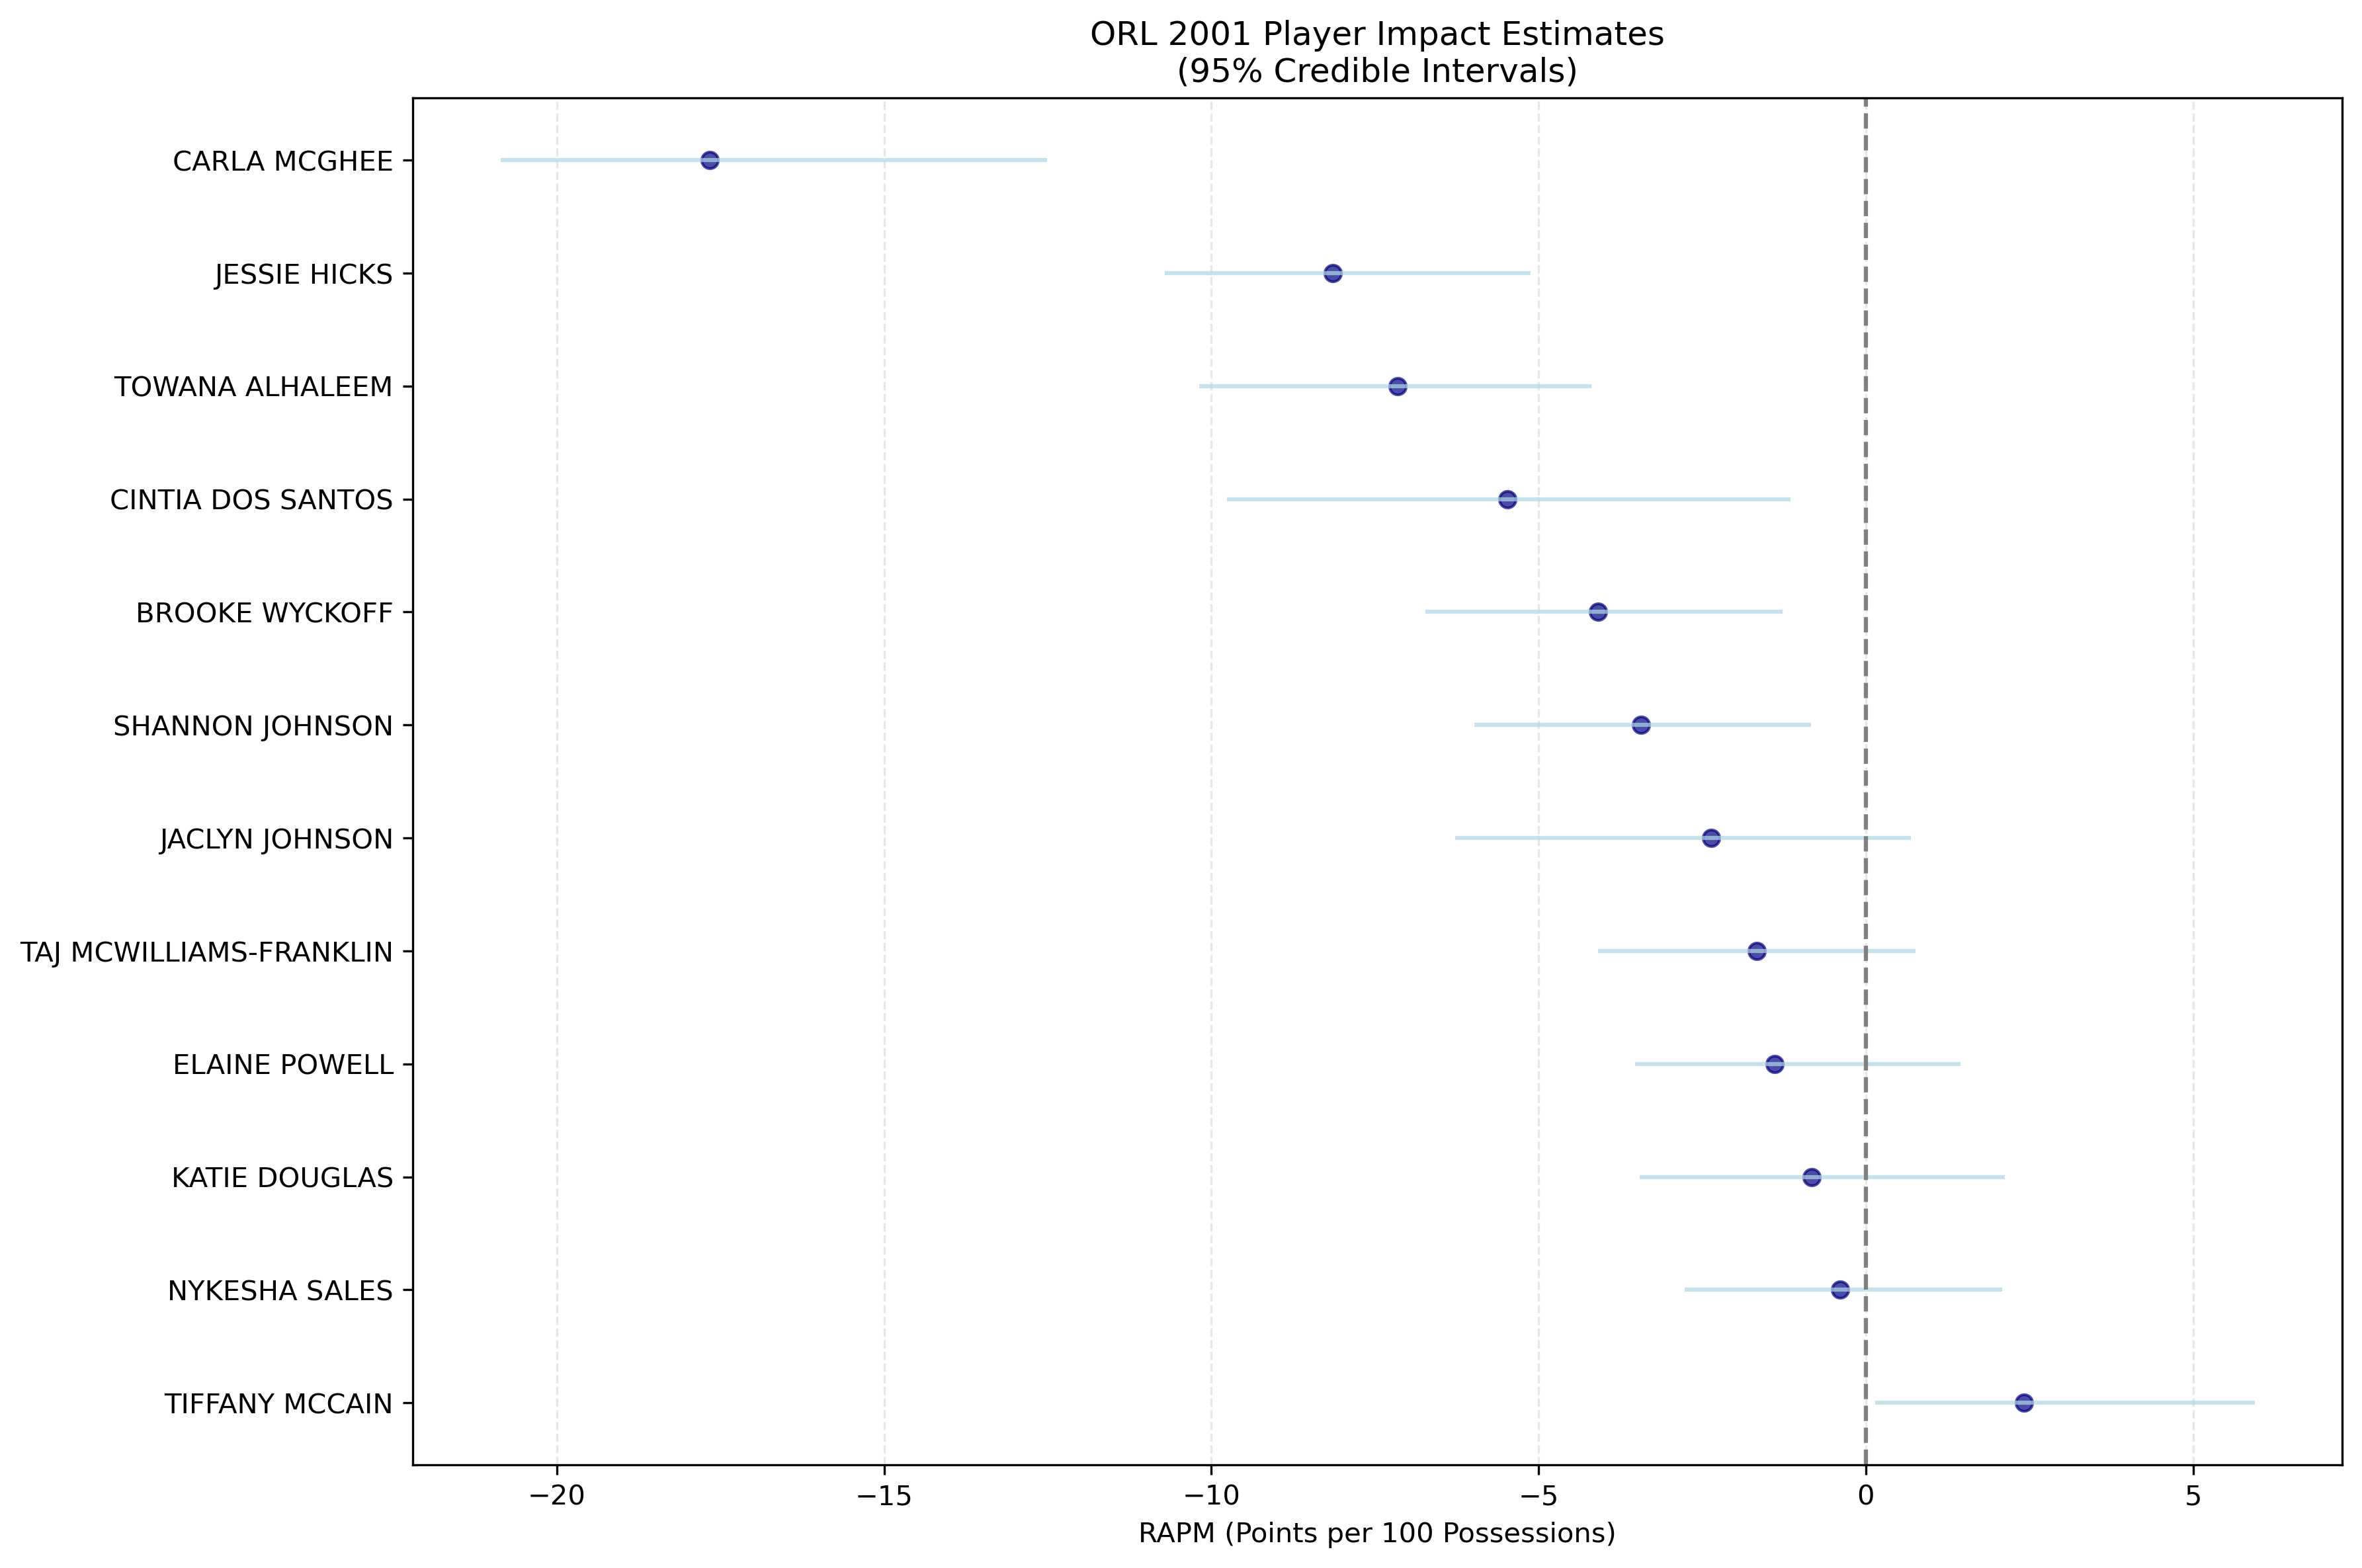 ORL 2001 Player Impact Estimates
(95% Credible Intervals)
CARLA MCGHEE
JESSIE HICKS
TOWANA ALHALEEM
CINTIA DOS SANTOS
BROOKE WYCKOFF
SHANNON JOHNSON
JACLYN JOHNSON
TAJ MCWILLIAMS-FRANKLIN
ELAINE POWELL
KATIE DOUGLAS
NYKESHA SALES
TIFFANY MCCAIN
−20 −15 −10 −5 0 5
RAPM (Points per 100 Possessions)